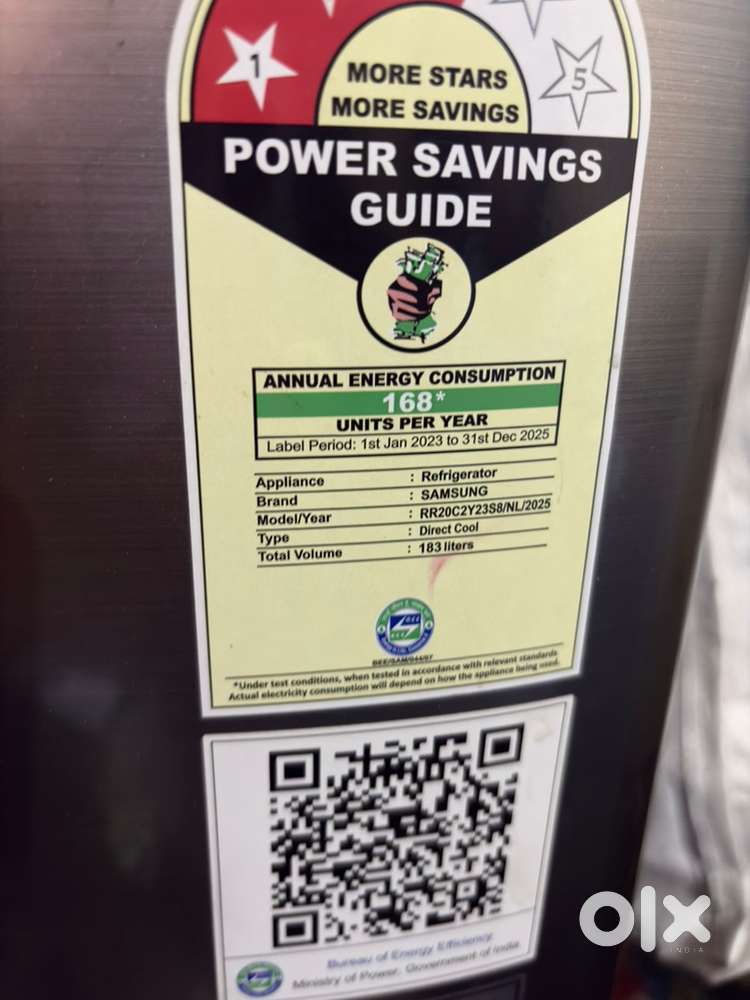 1
5
MORE STARS
MORE SAVINGS
POWER SAVINGS
GUIDE
ANNUAL ENERGY CONSUMPTION
168*
UNITS PER YEAR
Label Period: 1st Jan 2023 to 31st Dec 2025
Appliance : Refrigerator
Brand : SAMSUNG
Model/Year : RR20C2Y23S8/NL/2025
Type : Direct Cool
Total Volume : 183 liters
*Under test conditions, when tested in accordance with relevant standards
Actual electricity consumption will depend on how the appliance being used.
Bureau of Energy Efficiency
Ministry of Power, Government of India
olx
INDIA